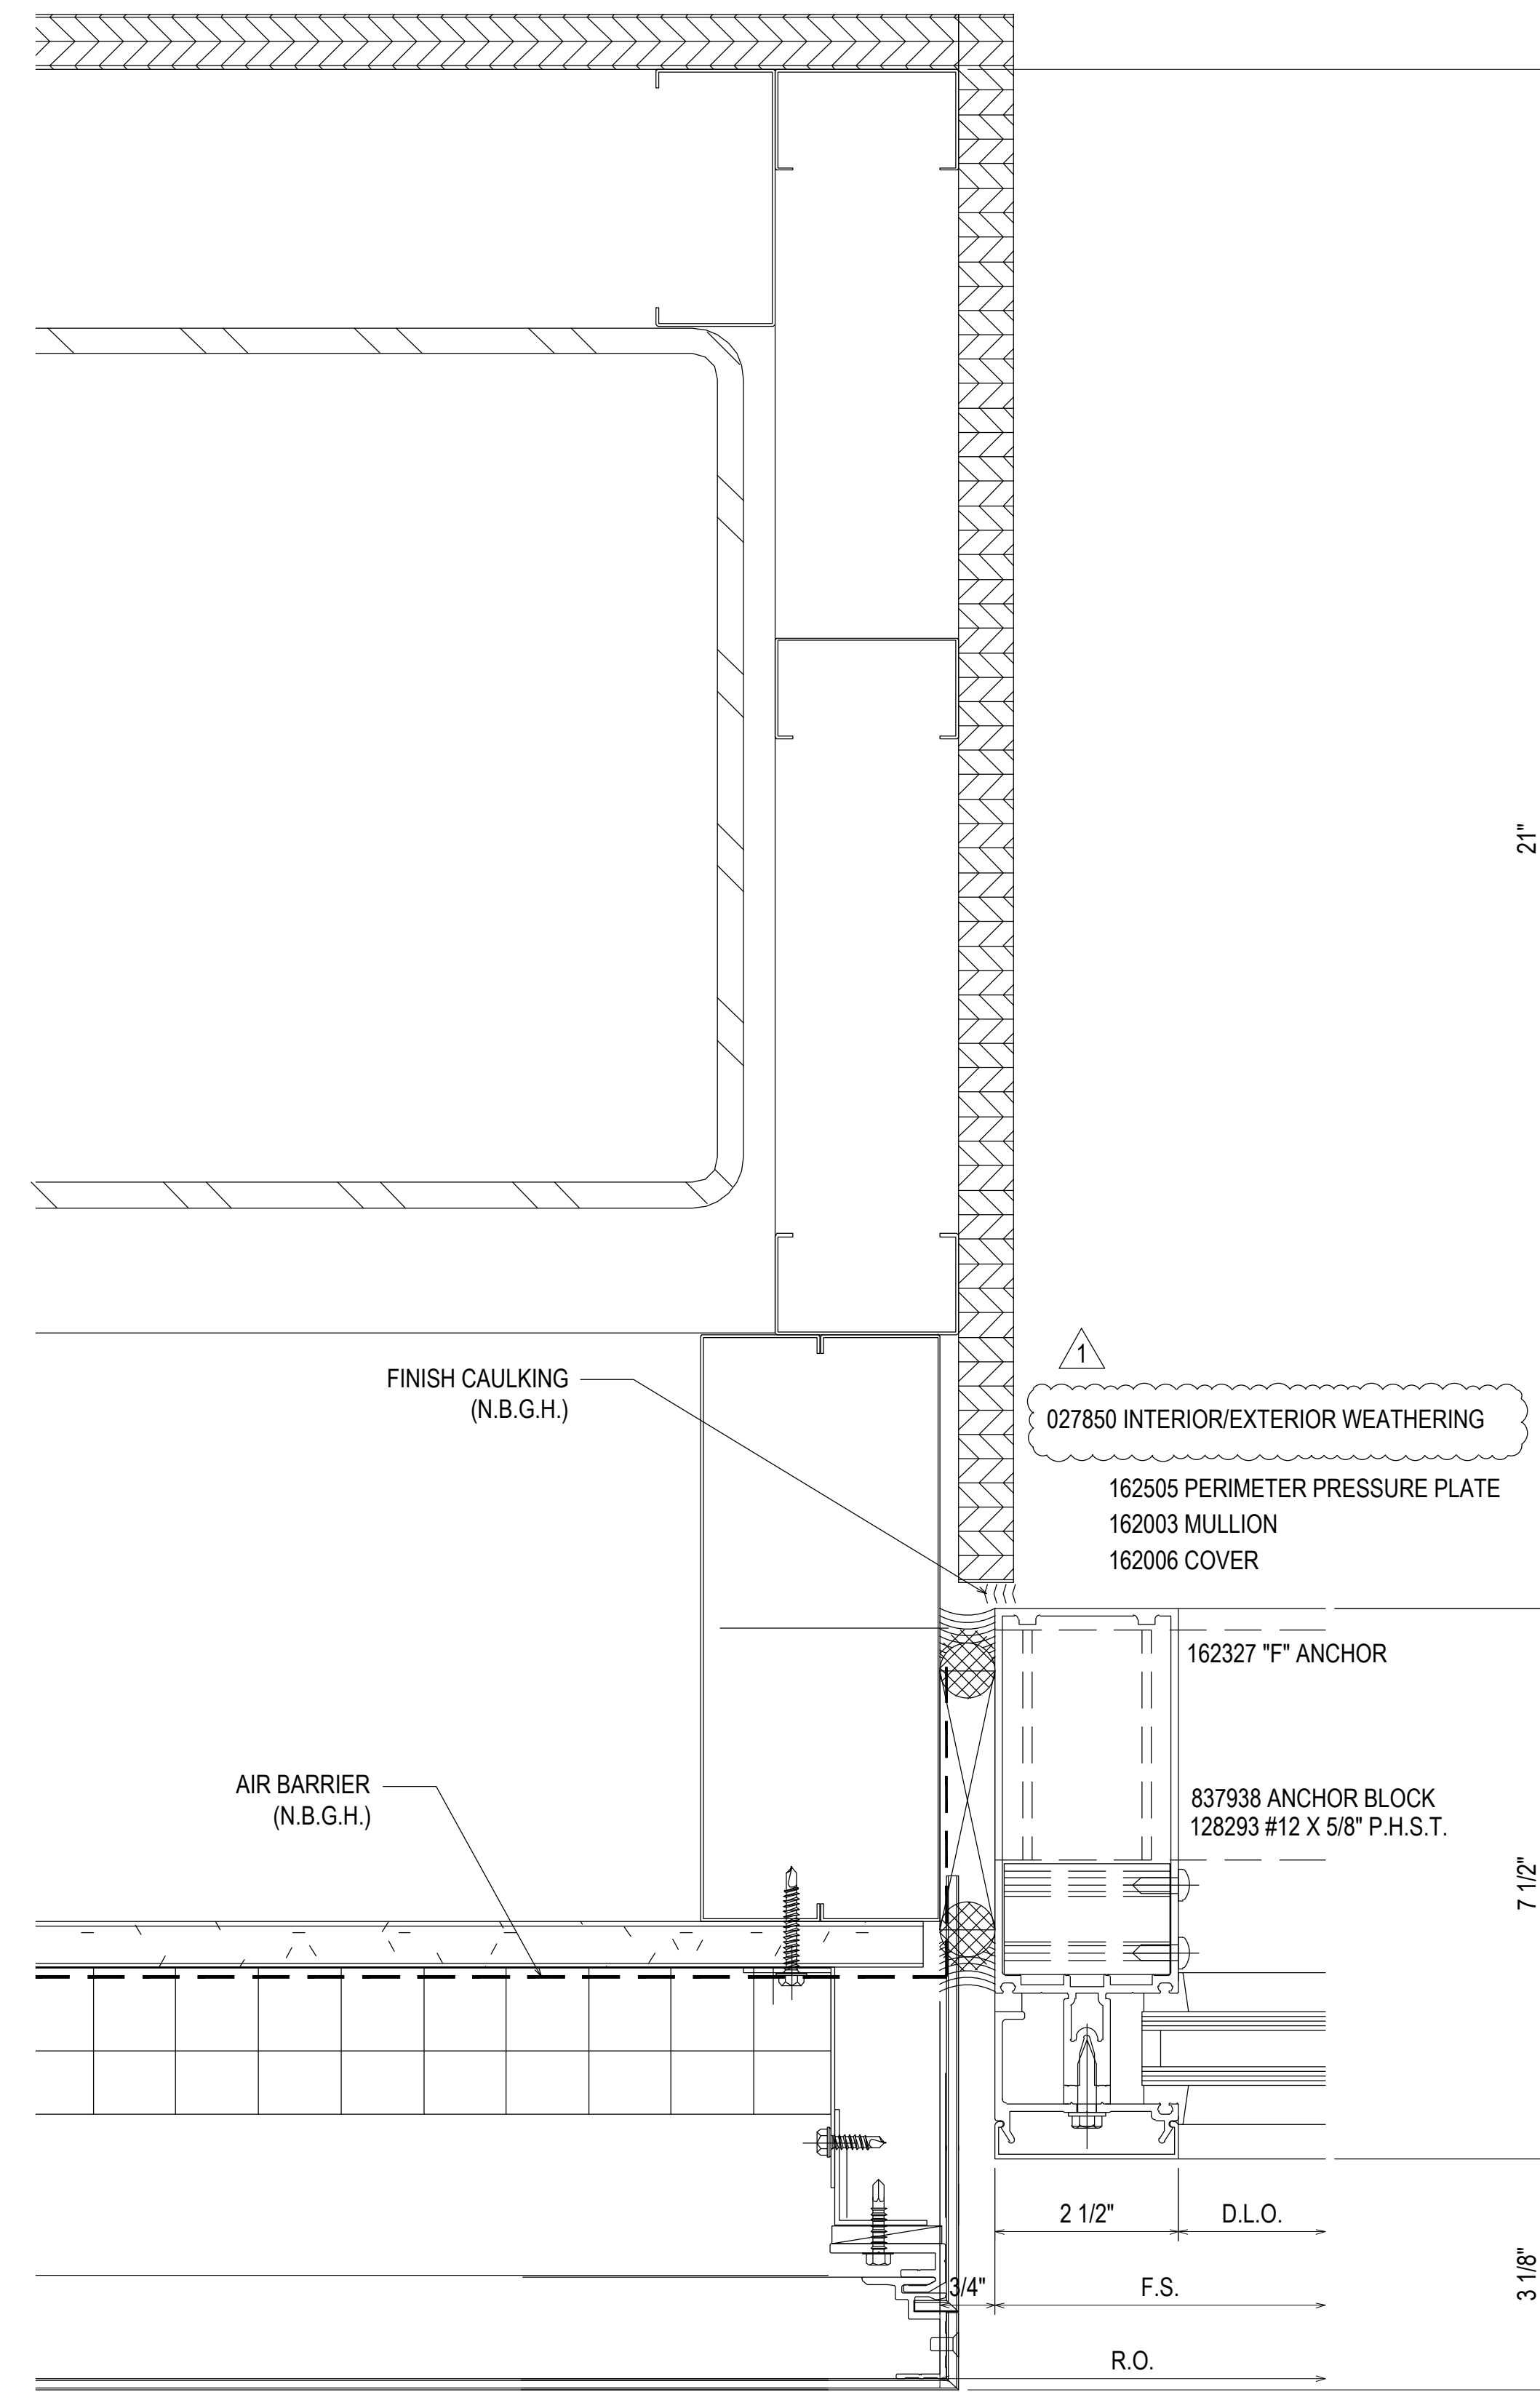 21"
FINISH CAULKING
(N.B.G.H.)
1
027850 INTERIOR/EXTERIOR WEATHERING
162505 PERIMETER PRESSURE PLATE
162003 MULLION
162006 COVER
162327 "F" ANCHOR
AIR BARRIER
(N.B.G.H.)
837938 ANCHOR BLOCK
128293 #12 X 5/8" P.H.S.T.
7 1/2"
2 1/2"
D.L.O.
3/4"
F.S.
3 1/8"
R.O.